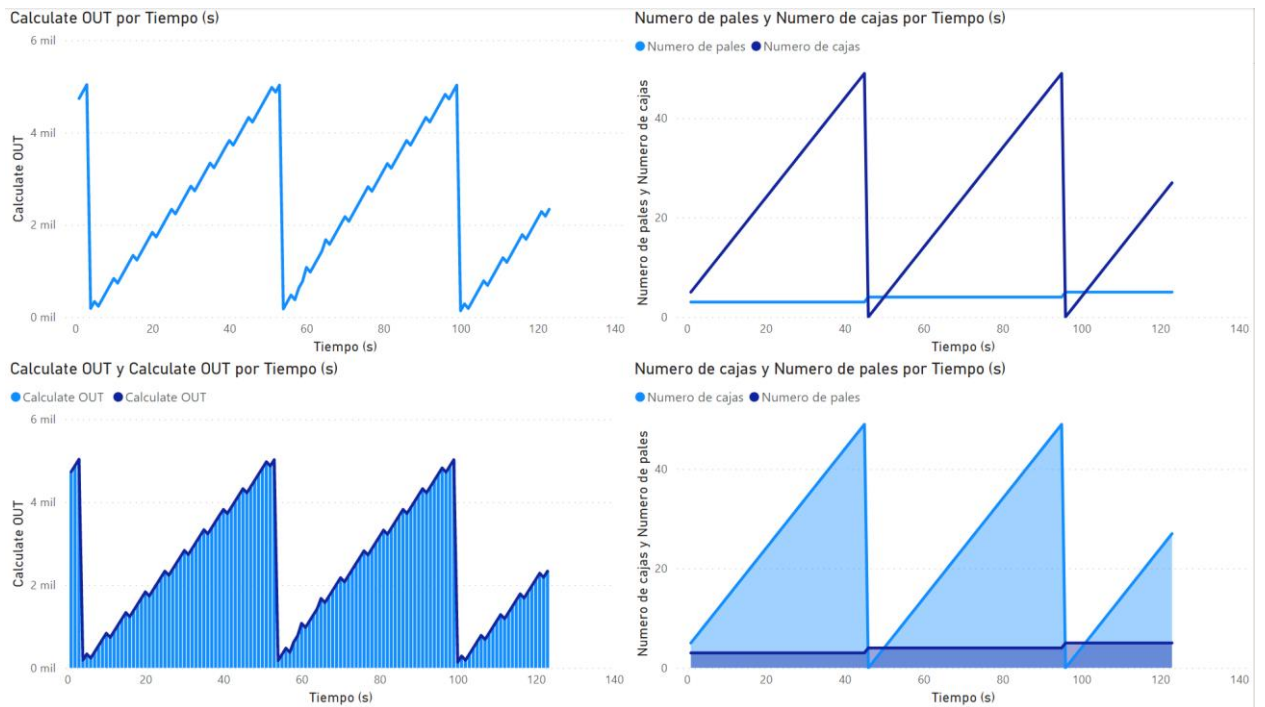 Calculate OUT por Tiempo (s)
6 mil
4 mil
2 mil
0 mil
Calculate OUT
0 20 40 60 80 100 120 140
Tiempo (s)
Numero de pales y Numero de cajas por Tiempo (s)
Numero de pales Numero de cajas
Numero de pales y Numero de cajas
40
20
0
0 20 40 60 80 100 120 140
Tiempo (s)
Calculate OUT y Calculate OUT por Tiempo (s)
Calculate OUT Calculate OUT
6 mil
4 mil
2 mil
0 mil
Calculate OUT
0 20 40 60 80 100 120 140
Tiempo (s)
Numero de cajas y Numero de pales por Tiempo (s)
Numero de cajas Numero de pales
Numero de cajas y Numero de pales
40
20
0
0 20 40 60 80 100 120 140
Tiempo (s)